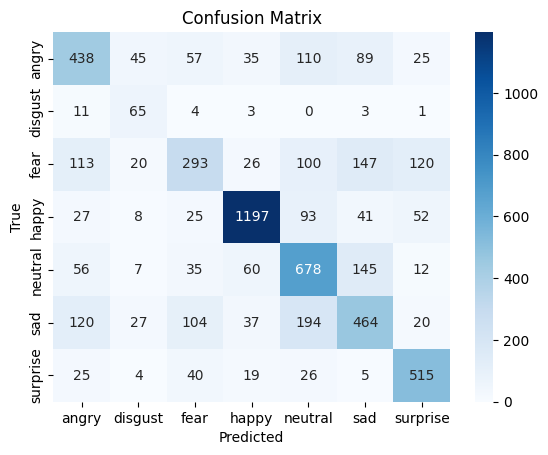 Confusion Matrix
True
angry 438 45 57 35 110 89 25
disgust 11 65 4 3 0 3 1
fear 113 20 293 26 100 147 120
happy 27 8 25 1197 93 41 52
neutral 56 7 35 60 678 145 12
sad 120 27 104 37 194 464 20
surprise 25 4 40 19 26 5 515
angry disgust fear happy neutral sad surprise
Predicted
1000
800
600
400
200
0